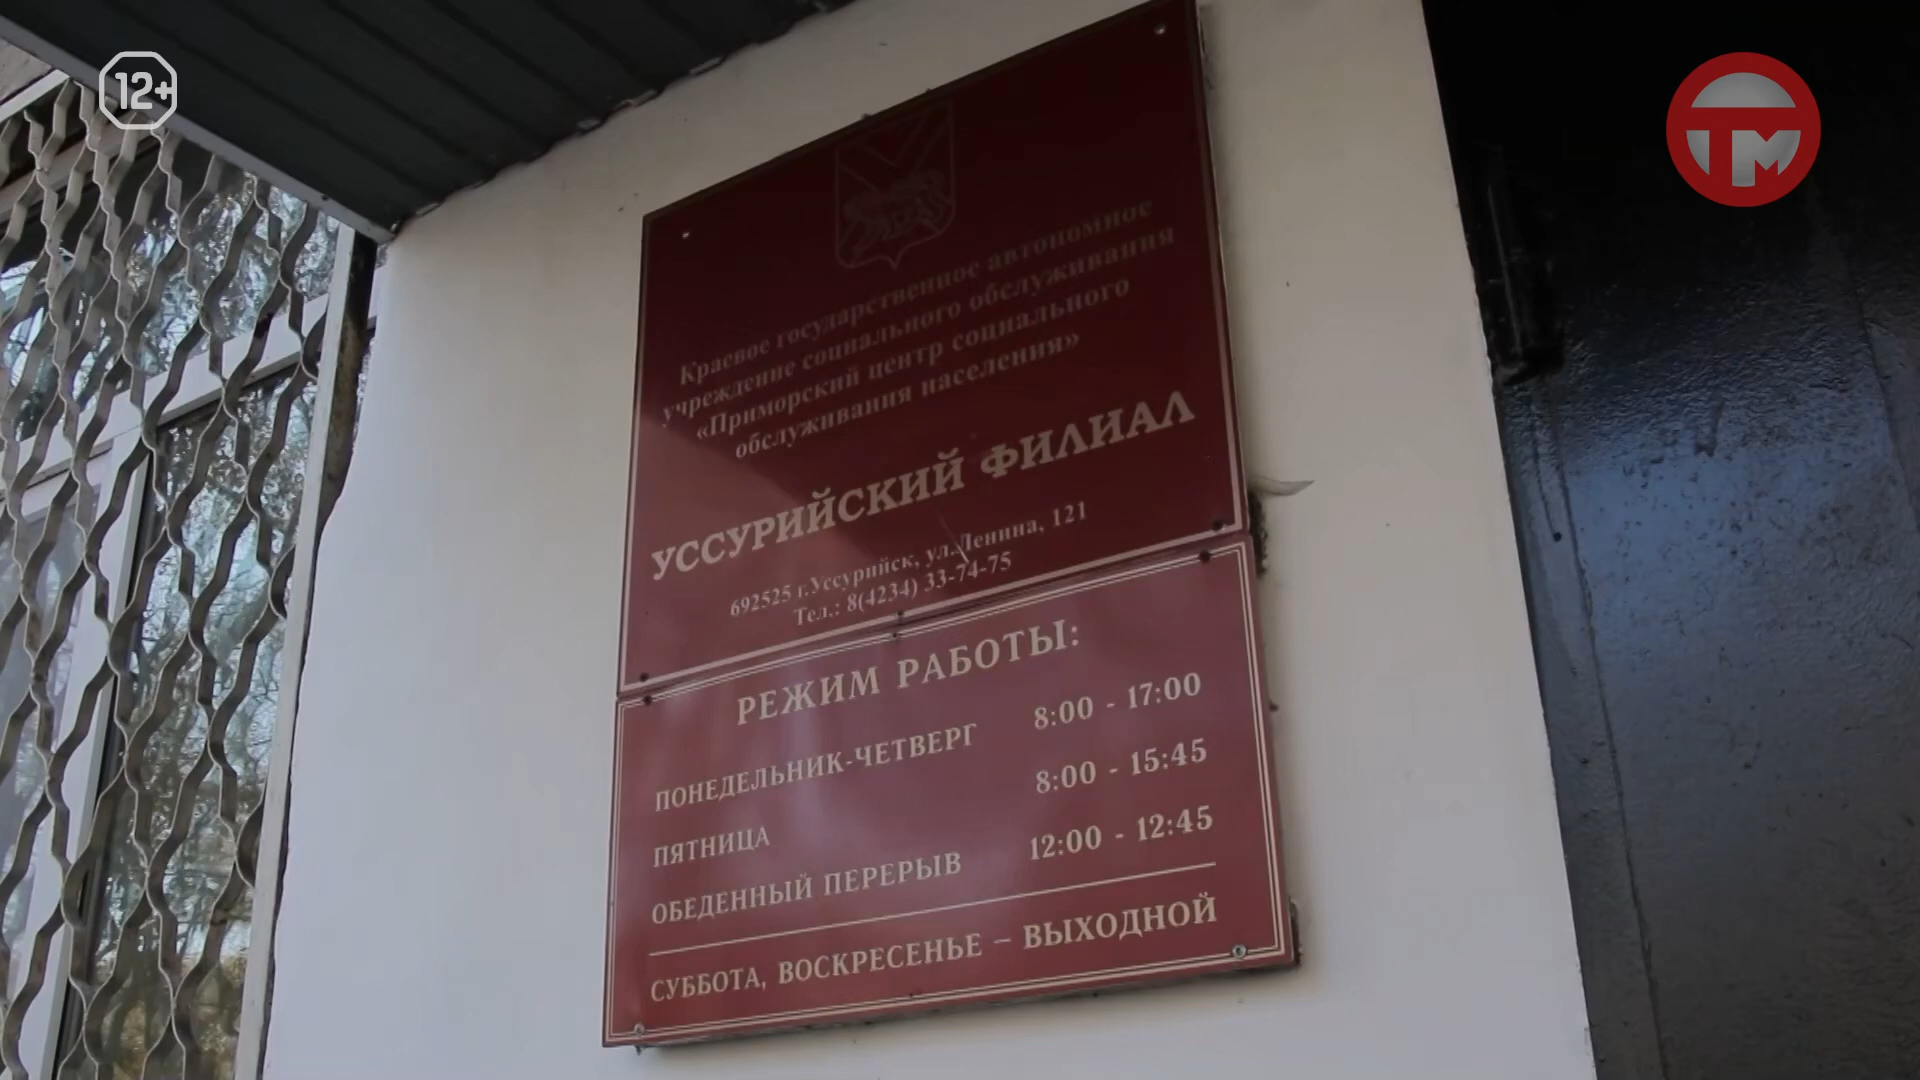 12+
ТМ
Краевое государственное автономное
учреждение социального обслуживания
«Приморский центр социального
обслуживания населения»
УССУРИЙСКИЙ ФИЛИАЛ
692525 г.Уссурийск, ул.Ленина, 121
Тел.: 8(4234) 33-74-75
РЕЖИМ РАБОТЫ:
ПОНЕДЕЛЬНИК-ЧЕТВЕРГ 8:00 - 17:00
ПЯТНИЦА 8:00 - 15:45
ОБЕДЕННЫЙ ПЕРЕРЫВ 12:00 - 12:45
СУББОТА, ВОСКРЕСЕНЬЕ – ВЫХОДНОЙ